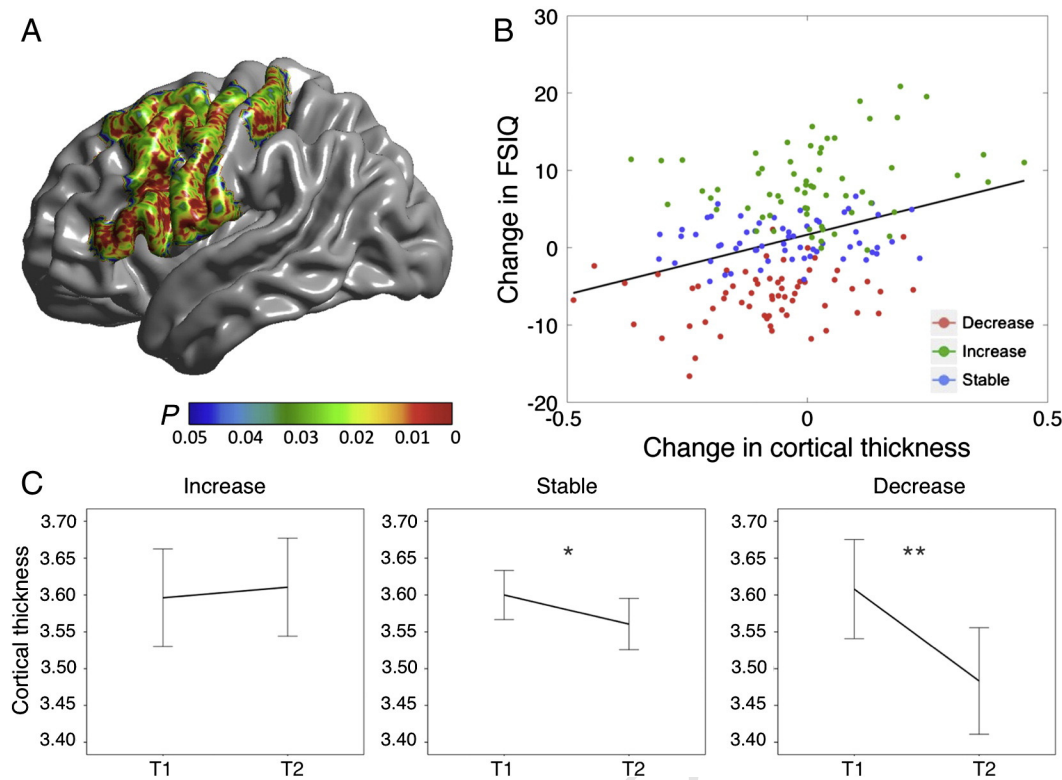 A
P
0.05 0.04 0.03 0.02 0.01 0
B
Change in FSIQ
30
20
10
0
-10
-20
-0.5 0 0.5
Change in cortical thickness
Decrease
Increase
Stable
C
Increase
Cortical thickness
3.70
3.65
3.60
3.55
3.50
3.45
3.40
T1 T2
Stable
3.70
3.65
3.60
3.55
3.50
3.45
3.40
*
T1 T2
Decrease
3.70
3.65
3.60
3.55
3.50
3.45
3.40
**
T1 T2